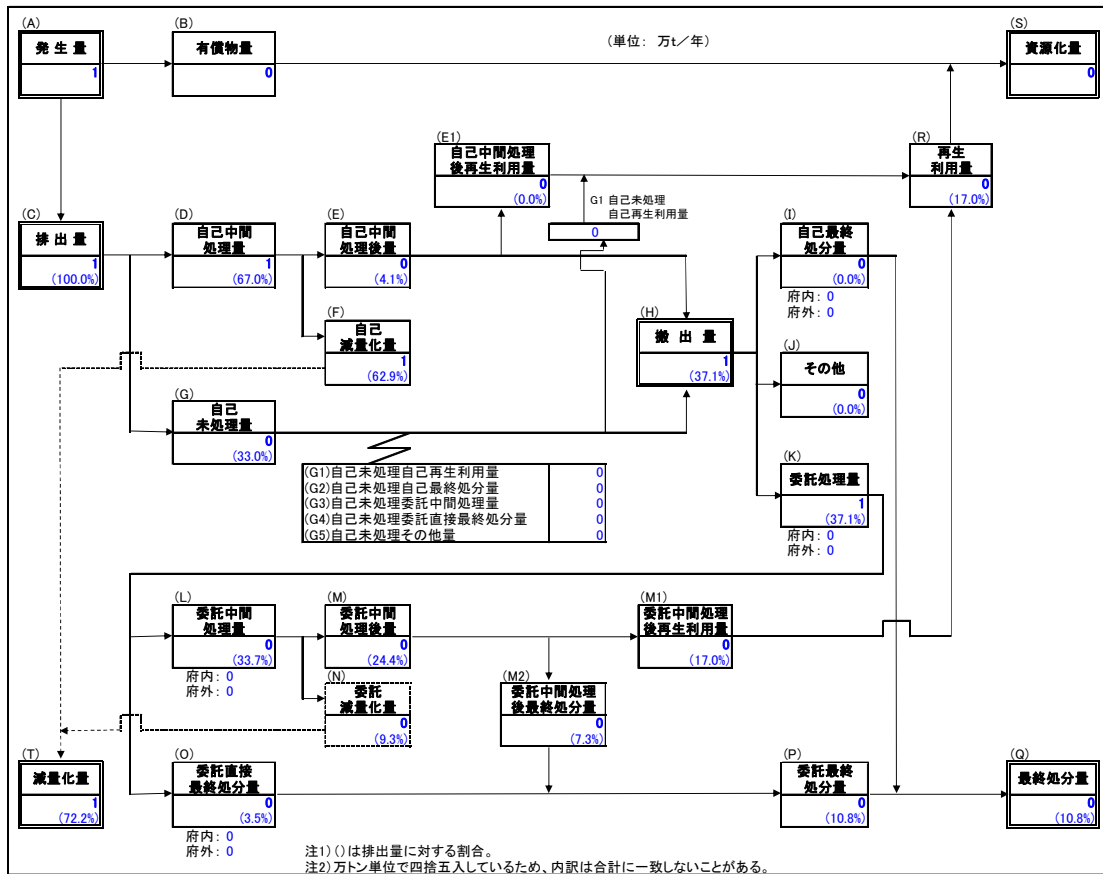 (A)
発 生 量
1
(B)
有償物量
0
(単位： 万t／年)
(S)
資源化量
0
(E1)
自己中間処理
後再生利用量
0
(0.0%)
G1 自己未処理
自己再生利用量
0
(R)
再生
利用量
0
(17.0%)
(C)
排 出 量
1
(100.0%)
(D)
自己中間
処理量
1
(67.0%)
(E)
自己中間
処理後量
0
(4.1%)
(I)
自己最終
処分量
0
(0.0%)
府内： 0
府外： 0
(F)
自己
減量化量
1
(62.9%)
(H)
搬 出 量
1
(37.1%)
(J)
その他
0
(0.0%)
(G)
自己
未処理量
0
(33.0%)
(G1)自己未処理自己再生利用量 0
(G2)自己未処理自己最終処分量 0
(G3)自己未処理委託中間処理量 0
(G4)自己未処理委託直接最終処分量 0
(G5)自己未処理その他量 0
(K)
委託処理量
1
(37.1%)
府内： 0
府外： 0
(L)
委託中間
処理量
0
(33.7%)
府内： 0
府外： 0
(M)
委託中間
処理後量
0
(24.4%)
(M1)
委託中間処理
後再生利用量
0
(17.0%)
(N)
委託
減量化量
0
(9.3%)
(M2)
委託中間処理
後最終処分量
0
(7.3%)
(T)
減量化量
1
(72.2%)
(O)
委託直接
最終処分量
0
(3.5%)
府内： 0
府外： 0
(P)
委託最終
処分量
0
(10.8%)
(Q)
最終処分量
0
(10.8%)
注1)()は排出量に対する割合。
注2)万トン単位で四捨五入しているため、内訳は合計に一致しないことがある。